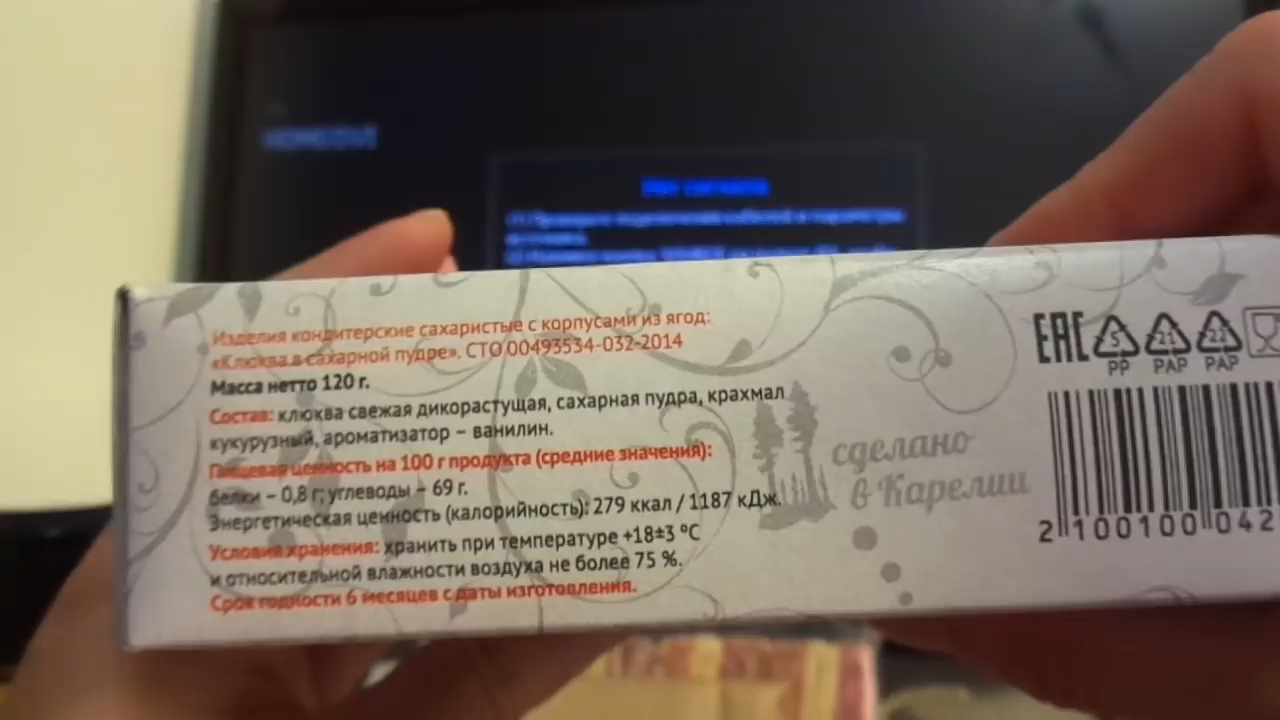 Изделия кондитерские сахаристые с корпусами из ягод:
«Клюква в сахарной пудре». СТО 00493534-032-2014
Масса нетто 120 г.
Состав: клюква свежая дикорастущая, сахарная пудра, крахмал
кукурузный, ароматизатор – ванилин.
Пищевая ценность на 100 г продукта (средние значения):
белки – 0,8 г; углеводы – 69 г.
Энергетическая ценность (калорийность): 279 ккал / 1187 кДж.
Условия хранения: хранить при температуре +18±3 °С
и относительной влажности воздуха не более 75 %.
Срок годности 6 месяцев с даты изготовления.
сделано
в Карелии
EAC
5 21 22
PP PAP PAP
2 100100 042